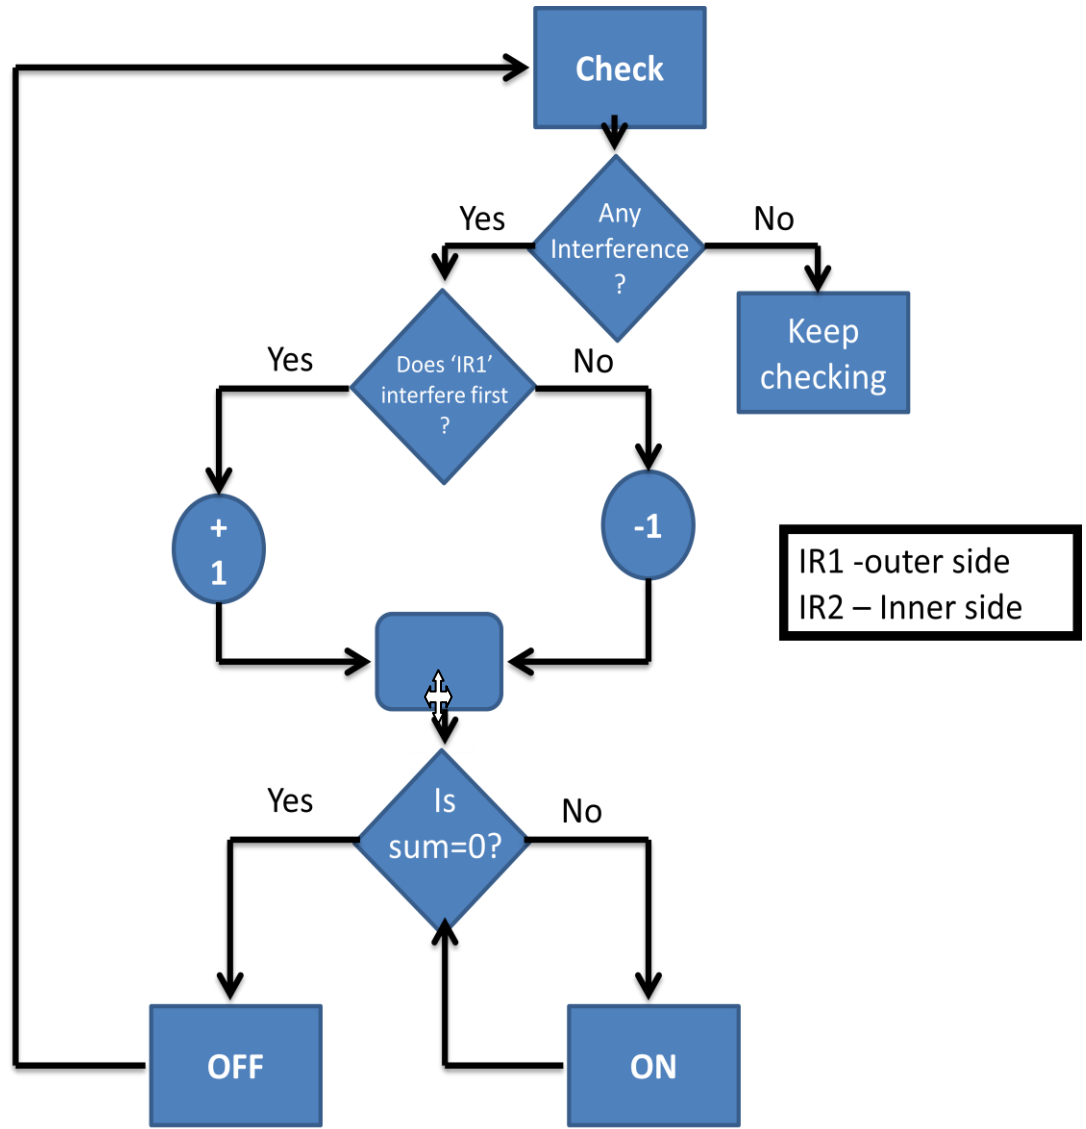 Check
Any
Interference
?
Yes
No
Keep
checking
Does ‘IR1’
interfere first
?
Yes
No
+
1
-1
IR1 -outer side
IR2 – Inner side
Is
sum=0?
Yes
No
OFF
ON